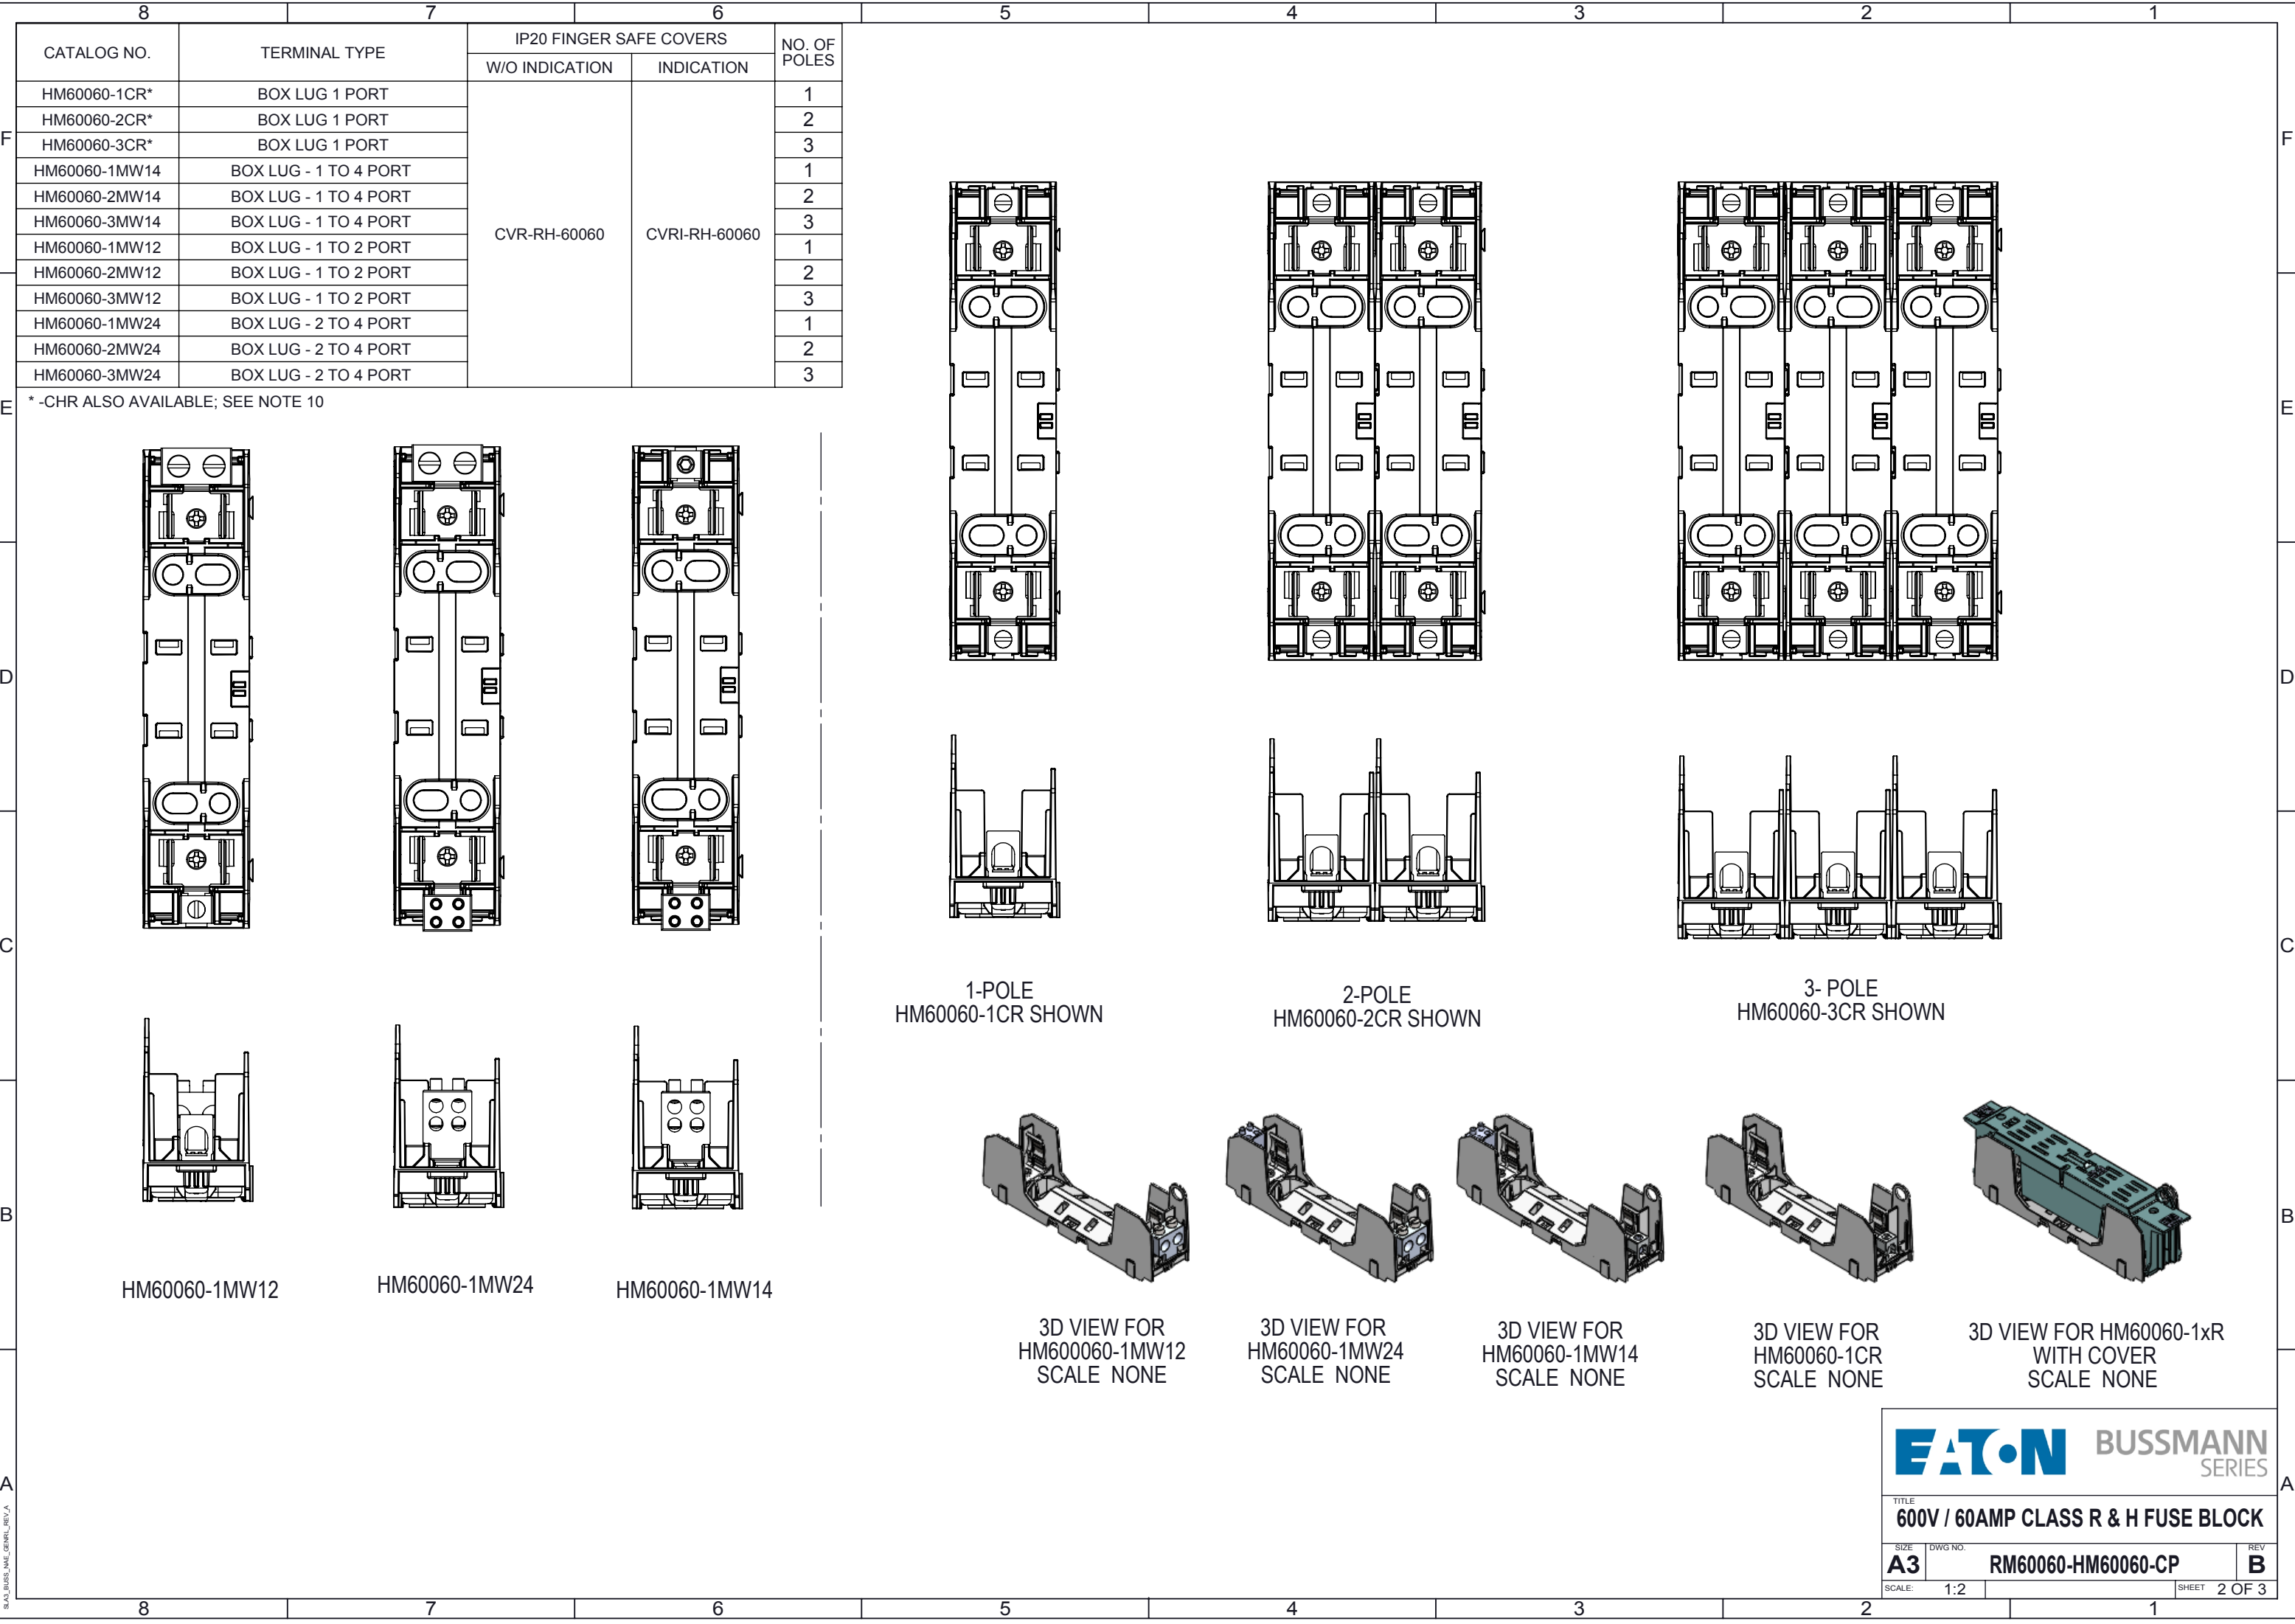 8 7 6 5 4 3 2 1
CATALOG NO. TERMINAL TYPE IP20 FINGER SAFE COVERS NO. OF POLES
W/O INDICATION INDICATION
HM60060-1CR* BOX LUG 1 PORT 1
HM60060-2CR* BOX LUG 1 PORT 2
HM60060-3CR* BOX LUG 1 PORT 3
HM60060-1MW14 BOX LUG - 1 TO 4 PORT 1
HM60060-2MW14 BOX LUG - 1 TO 4 PORT 2
HM60060-3MW14 BOX LUG - 1 TO 4 PORT 3
CVR-RH-60060 CVRI-RH-60060
HM60060-1MW12 BOX LUG - 1 TO 2 PORT 1
HM60060-2MW12 BOX LUG - 1 TO 2 PORT 2
HM60060-3MW12 BOX LUG - 1 TO 2 PORT 3
HM60060-1MW24 BOX LUG - 2 TO 4 PORT 1
HM60060-2MW24 BOX LUG - 2 TO 4 PORT 2
HM60060-3MW24 BOX LUG - 2 TO 4 PORT 3
* -CHR ALSO AVAILABLE; SEE NOTE 10
F F
E E
D D
C C
B B
A A
1-POLE
HM60060-1CR SHOWN
2-POLE
HM60060-2CR SHOWN
3- POLE
HM60060-3CR SHOWN
HM60060-1MW12
HM60060-1MW24
HM60060-1MW14
3D VIEW FOR
HM600060-1MW12
SCALE NONE
3D VIEW FOR
HM60060-1MW24
SCALE NONE
3D VIEW FOR
HM60060-1MW14
SCALE NONE
3D VIEW FOR
HM60060-1CR
SCALE NONE
3D VIEW FOR HM60060-1xR
WITH COVER
SCALE NONE
EATON BUSSMANN
SERIES
TITLE
600V / 60AMP CLASS R & H FUSE BLOCK
SIZE DWG NO. REV
A3 RM60060-HM60060-CP B
SCALE: 1:2 SHEET 2 OF 3
SLA3_BUSS_NAE_GENRL_REV_A
8 7 6 5 4 3 2 1